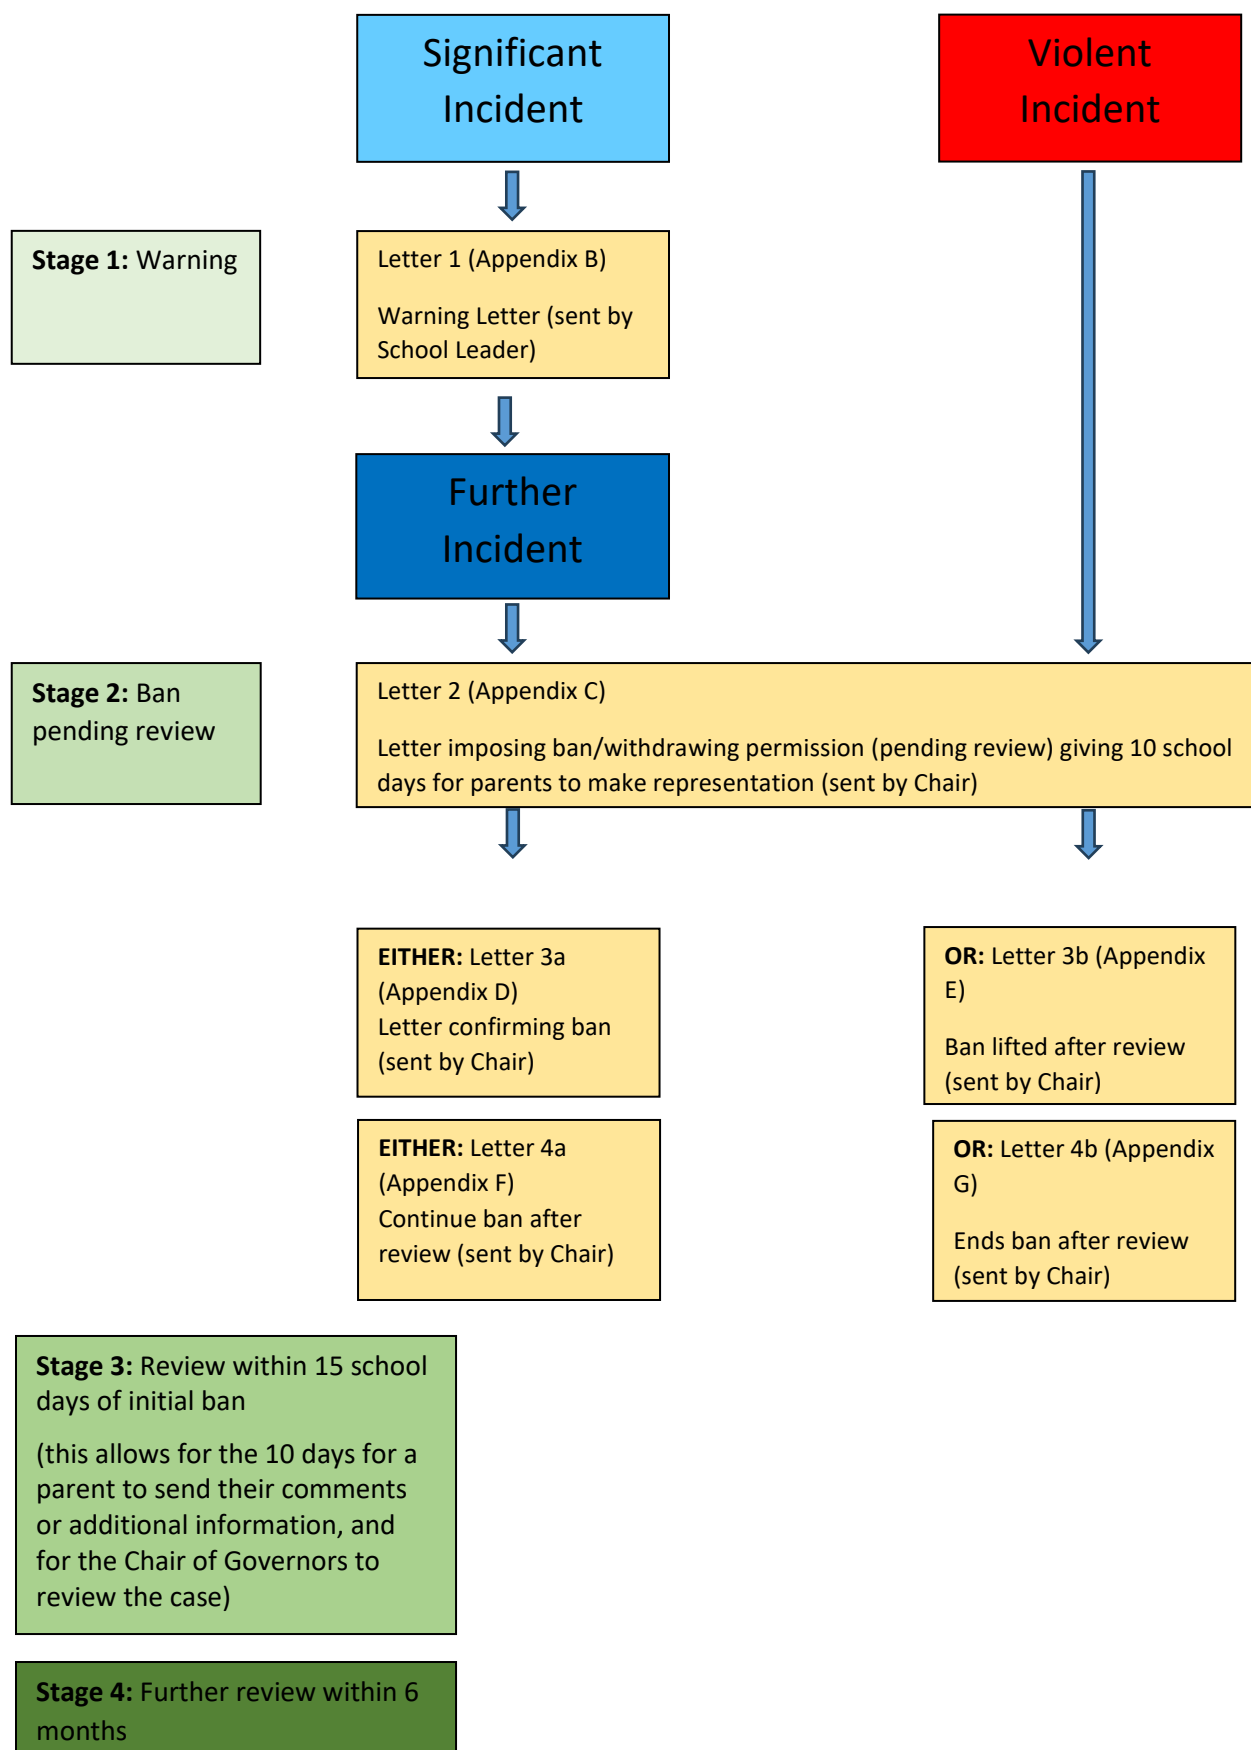 Significant
Incident
Violent
Incident
Stage 1: Warning
Letter 1 (Appendix B)
Warning Letter (sent by
School Leader)
Further
Incident
Stage 2: Ban
pending review
Letter 2 (Appendix C)
Letter imposing ban/withdrawing permission (pending review) giving 10 school
days for parents to make representation (sent by Chair)
EITHER: Letter 3a
(Appendix D)
Letter confirming ban
(sent by Chair)
OR: Letter 3b (Appendix
E)
Ban lifted after review
(sent by Chair)
EITHER: Letter 4a
(Appendix F)
Continue ban after
review (sent by Chair)
OR: Letter 4b (Appendix
G)
Ends ban after review
(sent by Chair)
Stage 3: Review within 15 school
days of initial ban
(this allows for the 10 days for a
parent to send their comments
or additional information, and
for the Chair of Governors to
review the case)
Stage 4: Further review within 6
months